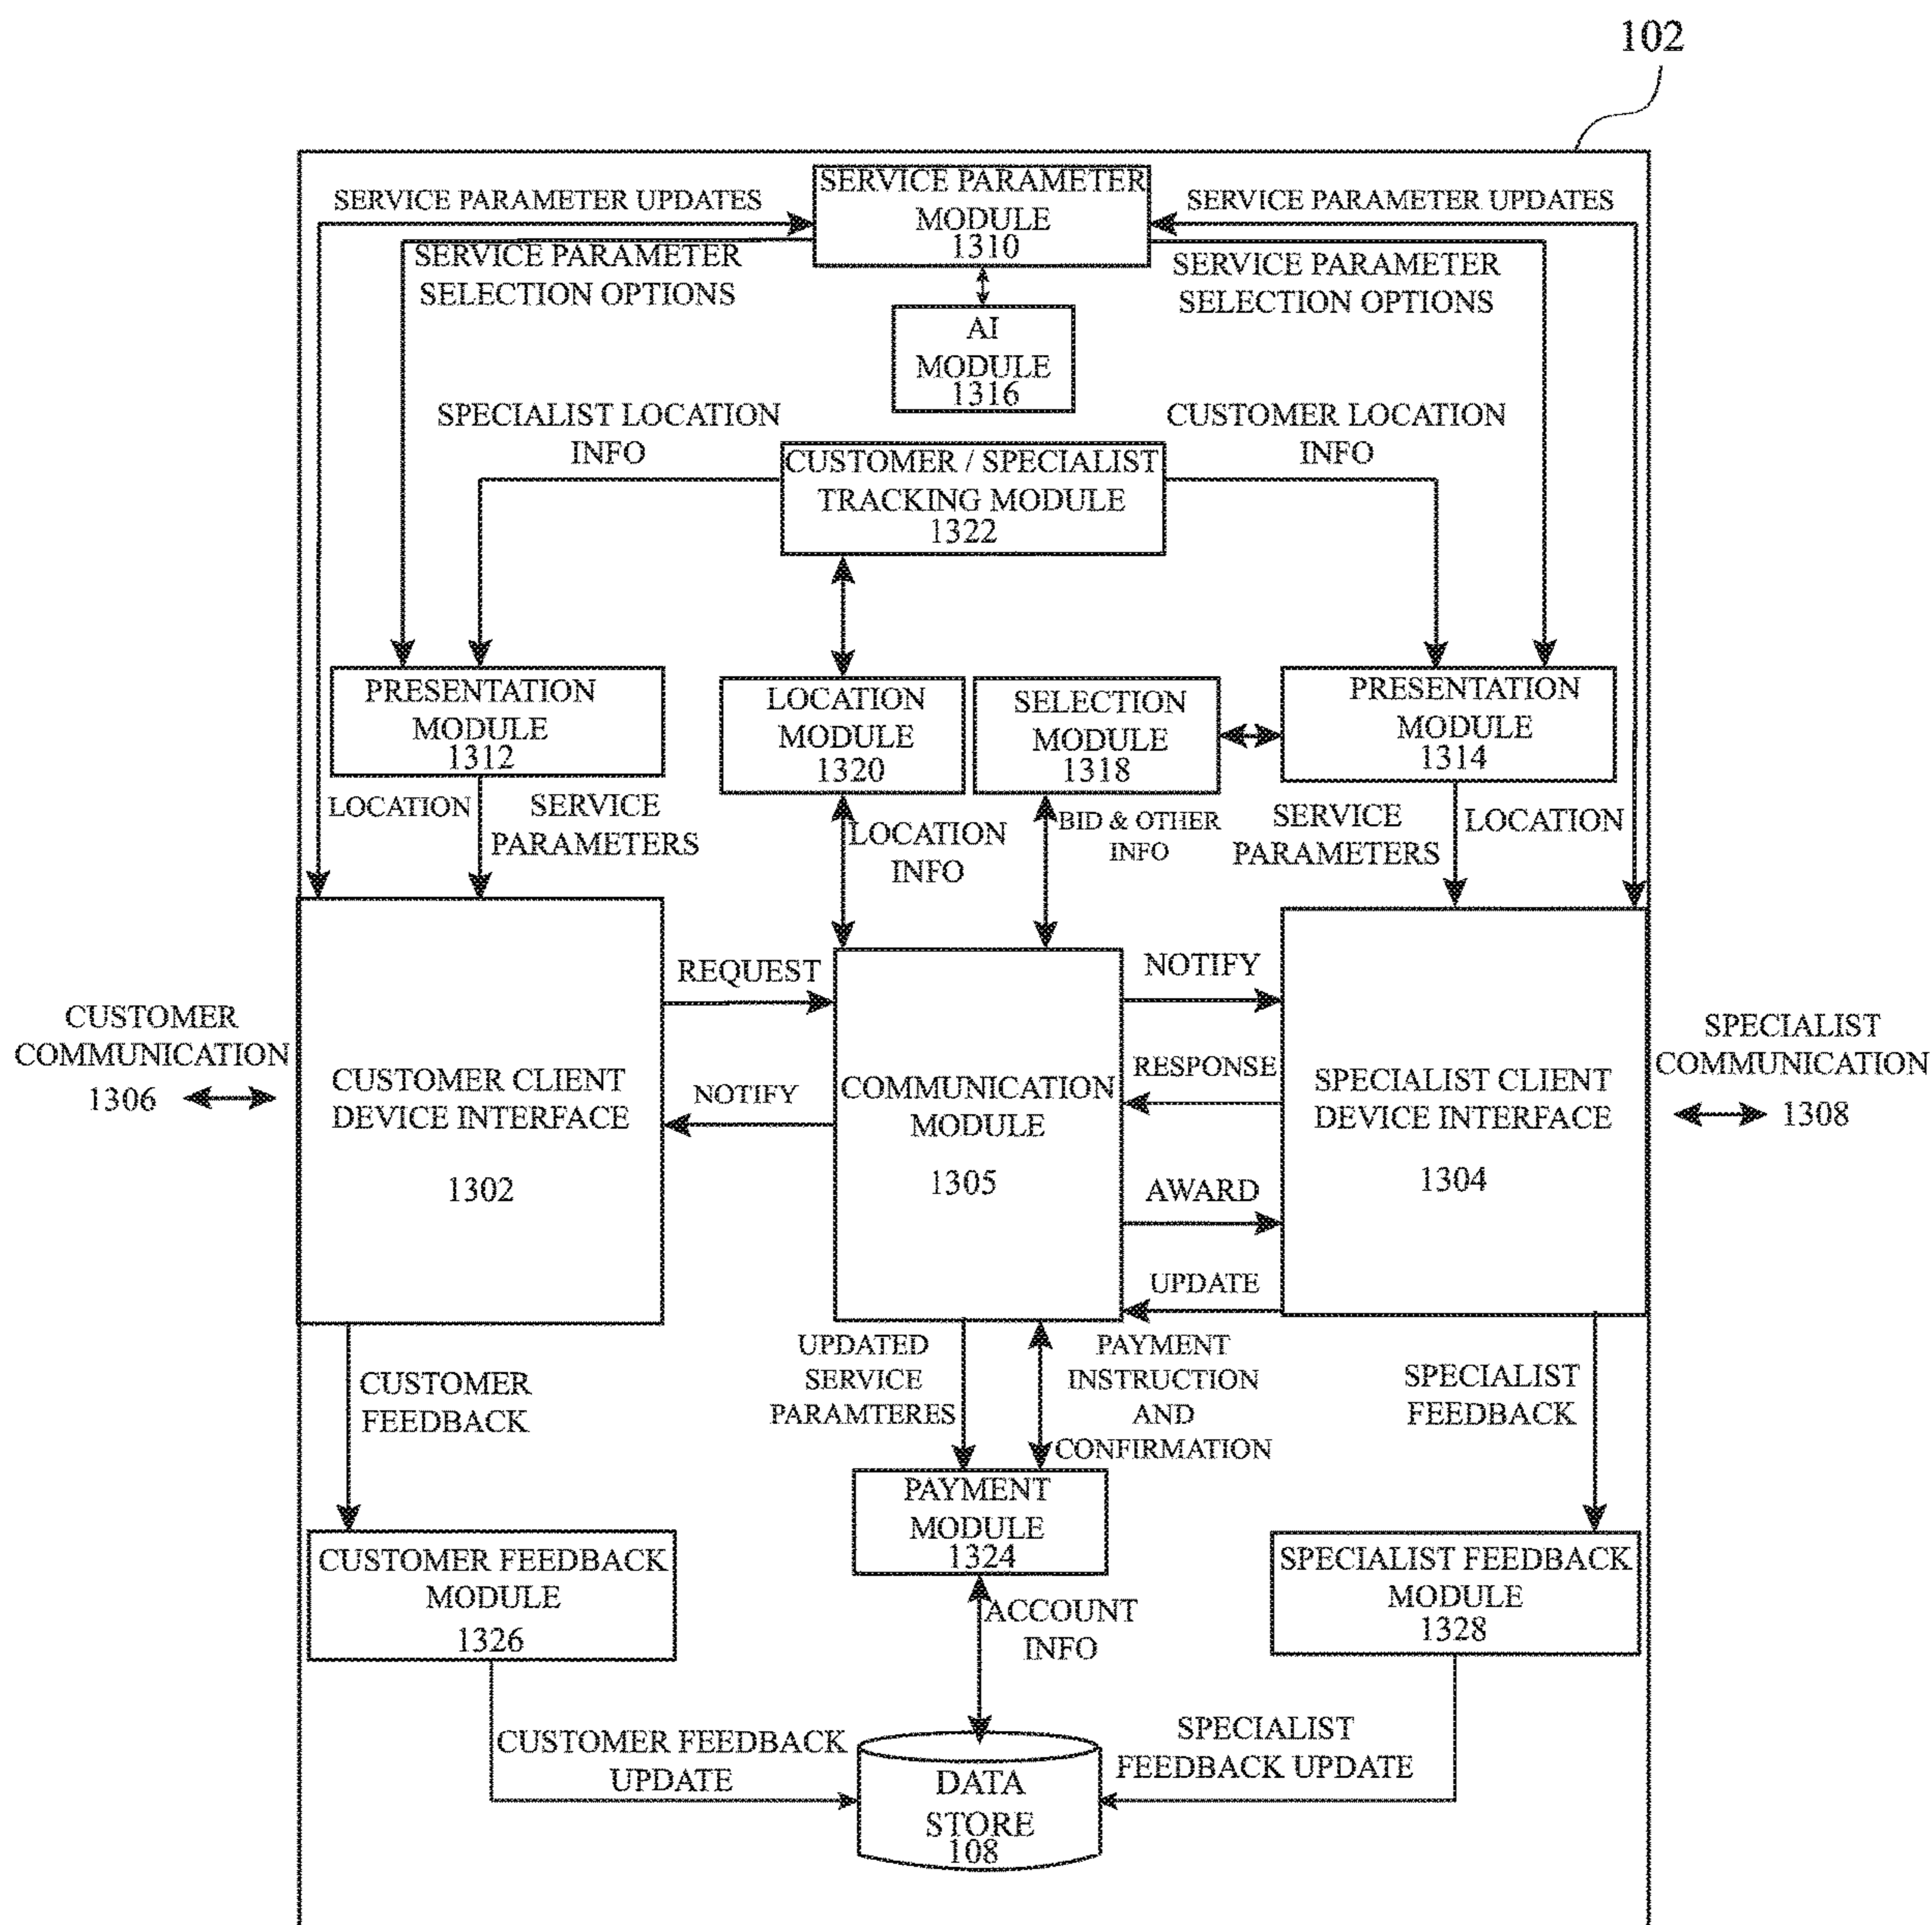 102
SERVICE PARAMETER UPDATES
SERVICE PARAMETER
MODULE
1310
SERVICE PARAMETER UPDATES
SERVICE PARAMETER
SELECTION OPTIONS
SERVICE PARAMETER
SELECTION OPTIONS
AI
MODULE
1316
SPECIALIST LOCATION
INFO
CUSTOMER LOCATION
INFO
CUSTOMER / SPECIALIST
TRACKING MODULE
1322
PRESENTATION
MODULE
1312
LOCATION
MODULE
1320
SELECTION
MODULE
1318
PRESENTATION
MODULE
1314
LOCATION
SERVICE
PARAMETERS
LOCATION
INFO
BID & OTHER
INFO
SERVICE
PARAMETERS
LOCATION
CUSTOMER
COMMUNICATION
1306
CUSTOMER CLIENT
DEVICE INTERFACE
1302
REQUEST
NOTIFY
COMMUNICATION
MODULE
1305
NOTIFY
RESPONSE
AWARD
UPDATE
SPECIALIST CLIENT
DEVICE INTERFACE
1304
SPECIALIST
COMMUNICATION
1308
CUSTOMER
FEEDBACK
UPDATED
SERVICE
PARAMTERES
PAYMENT
INSTRUCTION
AND
CONFIRMATION
SPECIALIST
FEEDBACK
PAYMENT
MODULE
1324
CUSTOMER FEEDBACK
MODULE
1326
SPECIALIST FEEDBACK
MODULE
1328
ACCOUNT
INFO
CUSTOMER FEEDBACK
UPDATE
SPECIALIST
FEEDBACK UPDATE
DATA
STORE
108